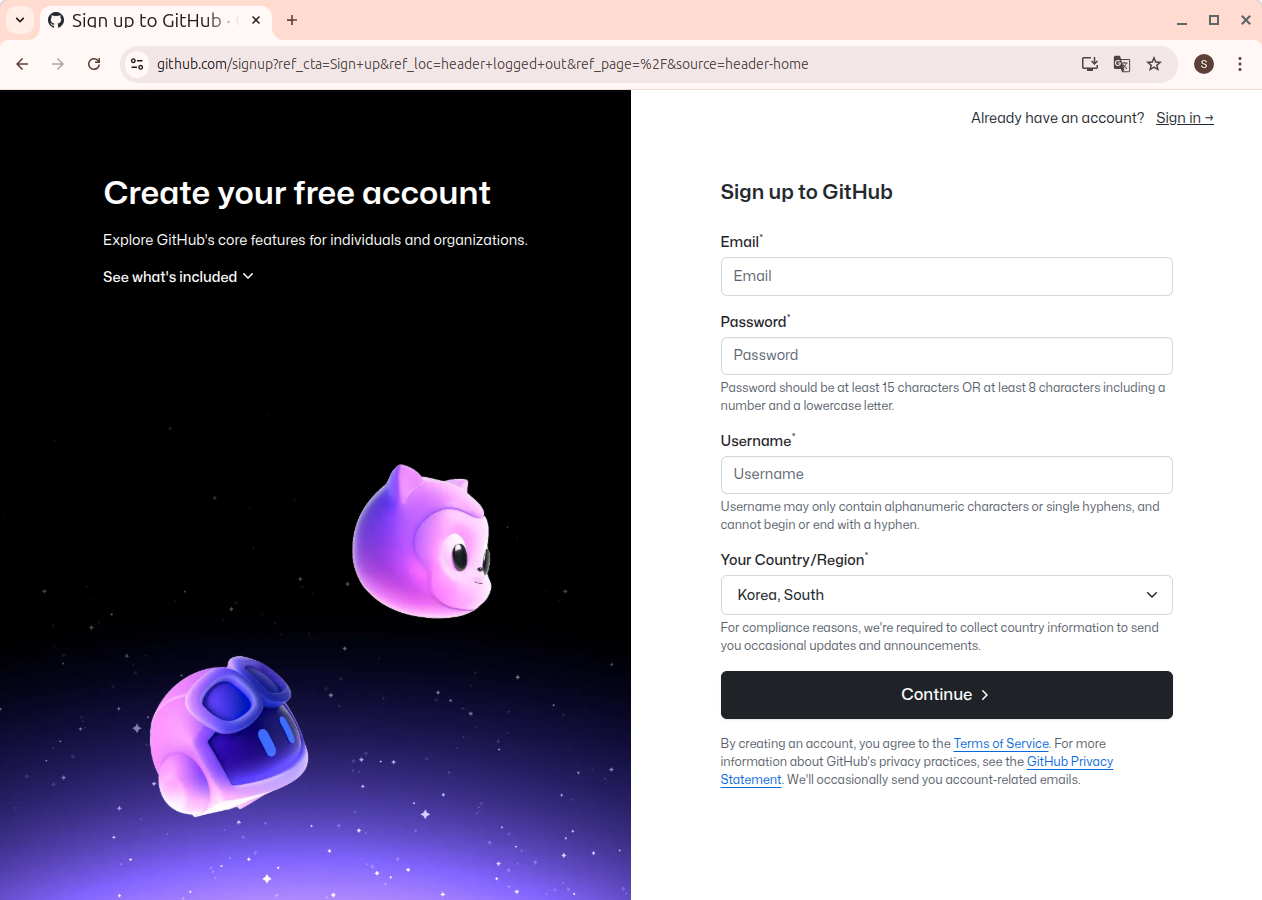 Sign up to GitHub ·
github.com/signup?ref_cta=Sign+up&ref_loc=header+logged+out&ref_page=%2F&source=header-home
S
Already have an account? Sign in →
Create your free account
Explore GitHub's core features for individuals and organizations.
See what's included
Sign up to GitHub
Email*
Email
Password*
Password
Password should be at least 15 characters OR at least 8 characters including a
number and a lowercase letter.
Username*
Username
Username may only contain alphanumeric characters or single hyphens, and
cannot begin or end with a hyphen.
Your Country/Region*
Korea, South
For compliance reasons, we're required to collect country information to send
you occasional updates and announcements.
Continue
By creating an account, you agree to the Terms of Service. For more
information about GitHub's privacy practices, see the GitHub Privacy
Statement. We'll occasionally send you account-related emails.